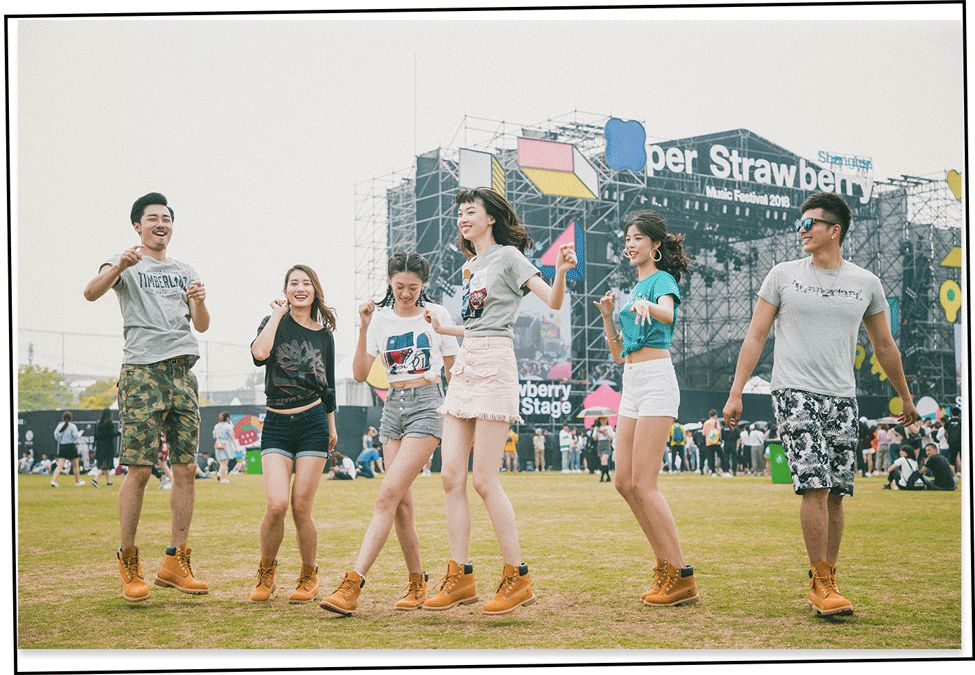 Shanghai
per Strawberry
Music Festival 2018
TIMBERLAND
wberry
Stage